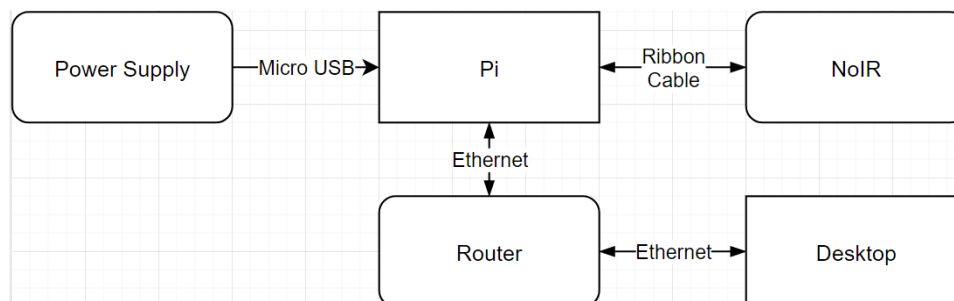 Power Supply
Micro USB
Pi
Ribbon
Cable
NoIR
Ethernet
Router
Ethernet
Desktop